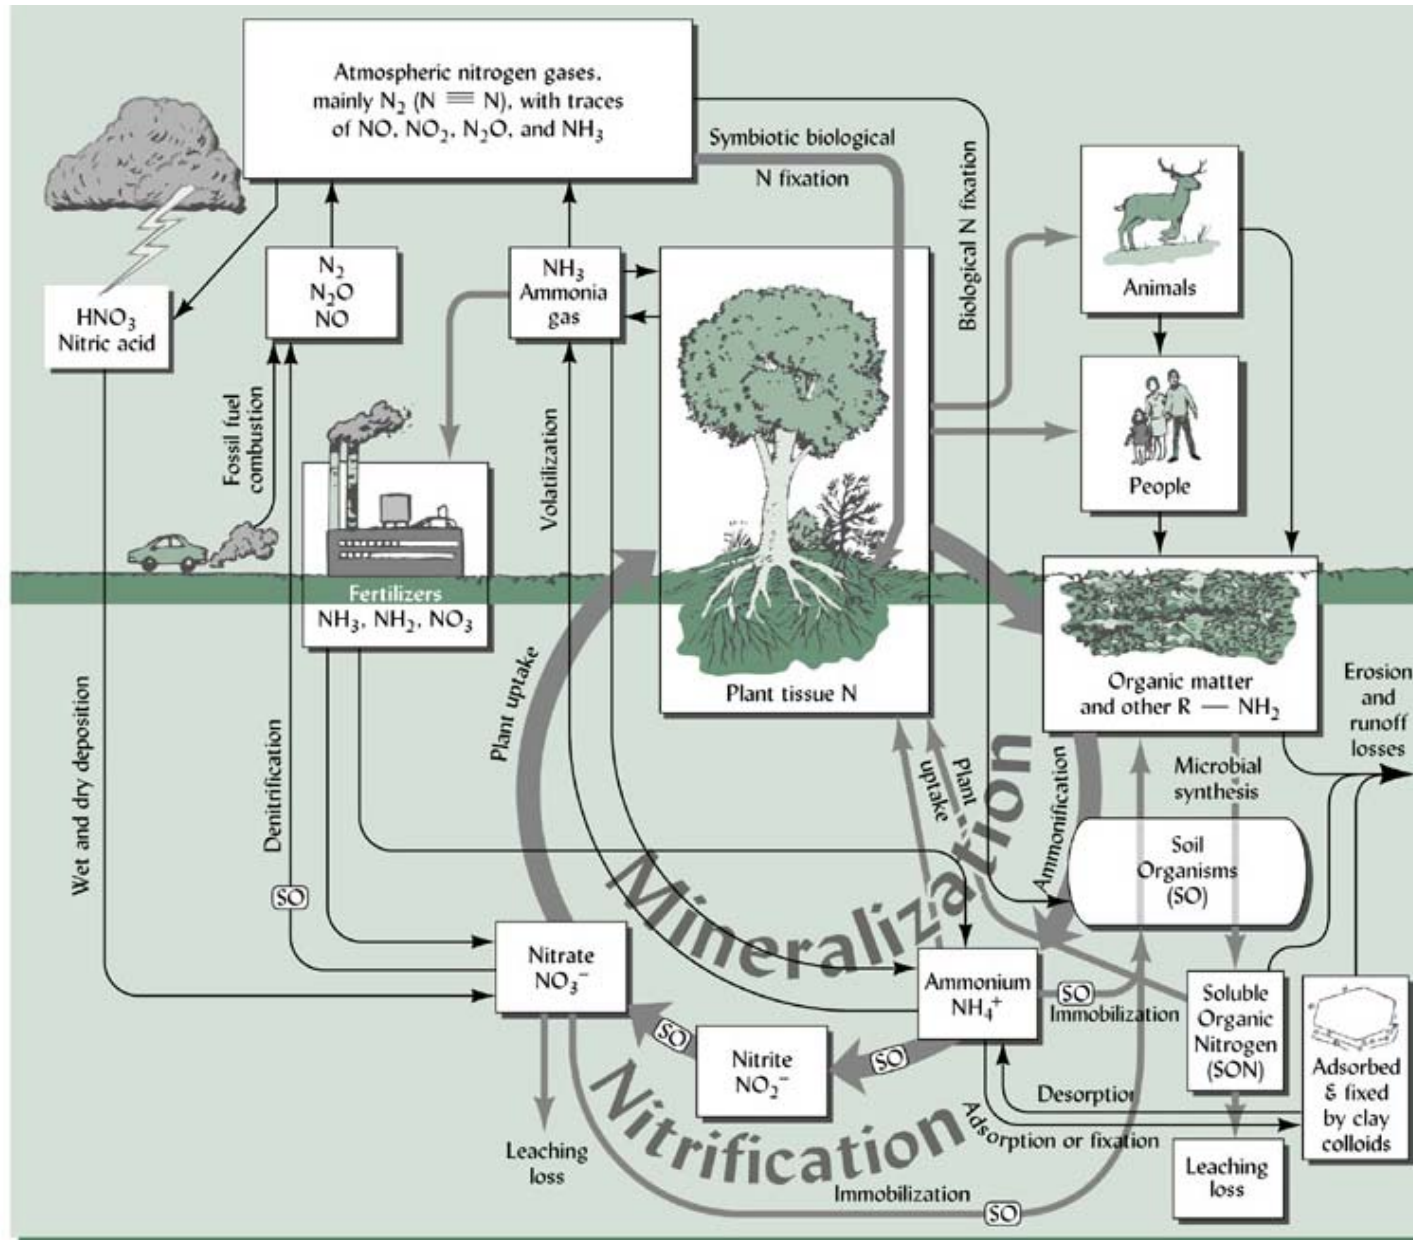 Atmospheric nitrogen gases,
mainly N₂ (N ≡ N), with traces
of NO, NO₂, N₂O, and NH₃
Symbiotic biological
N fixation
Biological N fixation
Animals
People
HNO₃
Nitric acid
N₂
N₂O
NO
NH₃
Ammonia
gas
Fossil fuel
combustion
Volatilization
Fertilizers
NH₃, NH₂, NO₃
Plant tissue N
Organic matter
and other R — NH₂
Erosion
and
runoff
losses
Wet and dry deposition
Denitrification
SO
Plant uptake
Plant
uptake
Mineralization
Ammonification
Microbial
synthesis
Soil
Organisms
(SO)
Nitrate
NO₃⁻
Ammonium
NH₄⁺
SO
Immobilization
Soluble
Organic
Nitrogen
(SON)
Adsorbed
& fixed
by clay
colloids
SO
Nitrite
NO₂⁻
SO
Nitrification
Desorption
Adsorption or fixation
Leaching
loss
Immobilization
SO
Leaching
loss